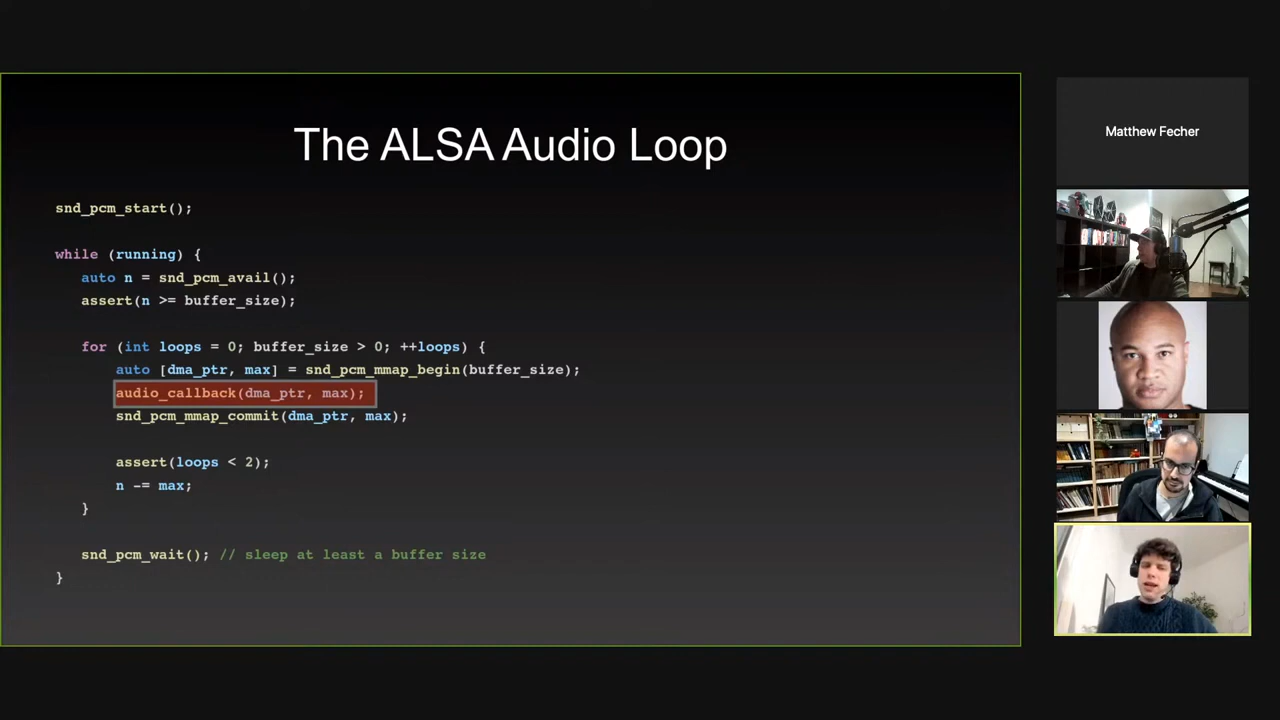 The ALSA Audio Loop
snd_pcm_start();
while (running) {
auto n = snd_pcm_avail();
assert(n >= buffer_size);
for (int loops = 0; buffer_size > 0; ++loops) {
auto [dma_ptr, max] = snd_pcm_mmap_begin(buffer_size);
audio_callback(dma_ptr, max);
snd_pcm_mmap_commit(dma_ptr, max);
assert(loops < 2);
n -= max;
}
snd_pcm_wait(); // sleep at least a buffer size
}
Matthew Fecher